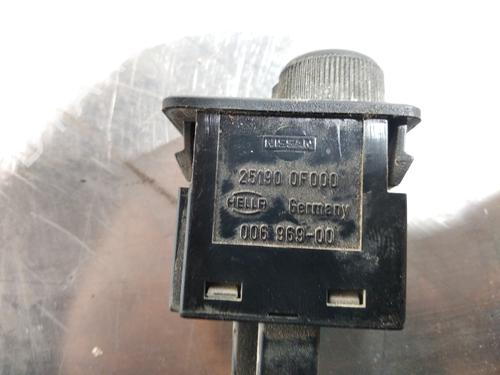 NISSAN
25190 0F000
HELLA Germany
006 969-00